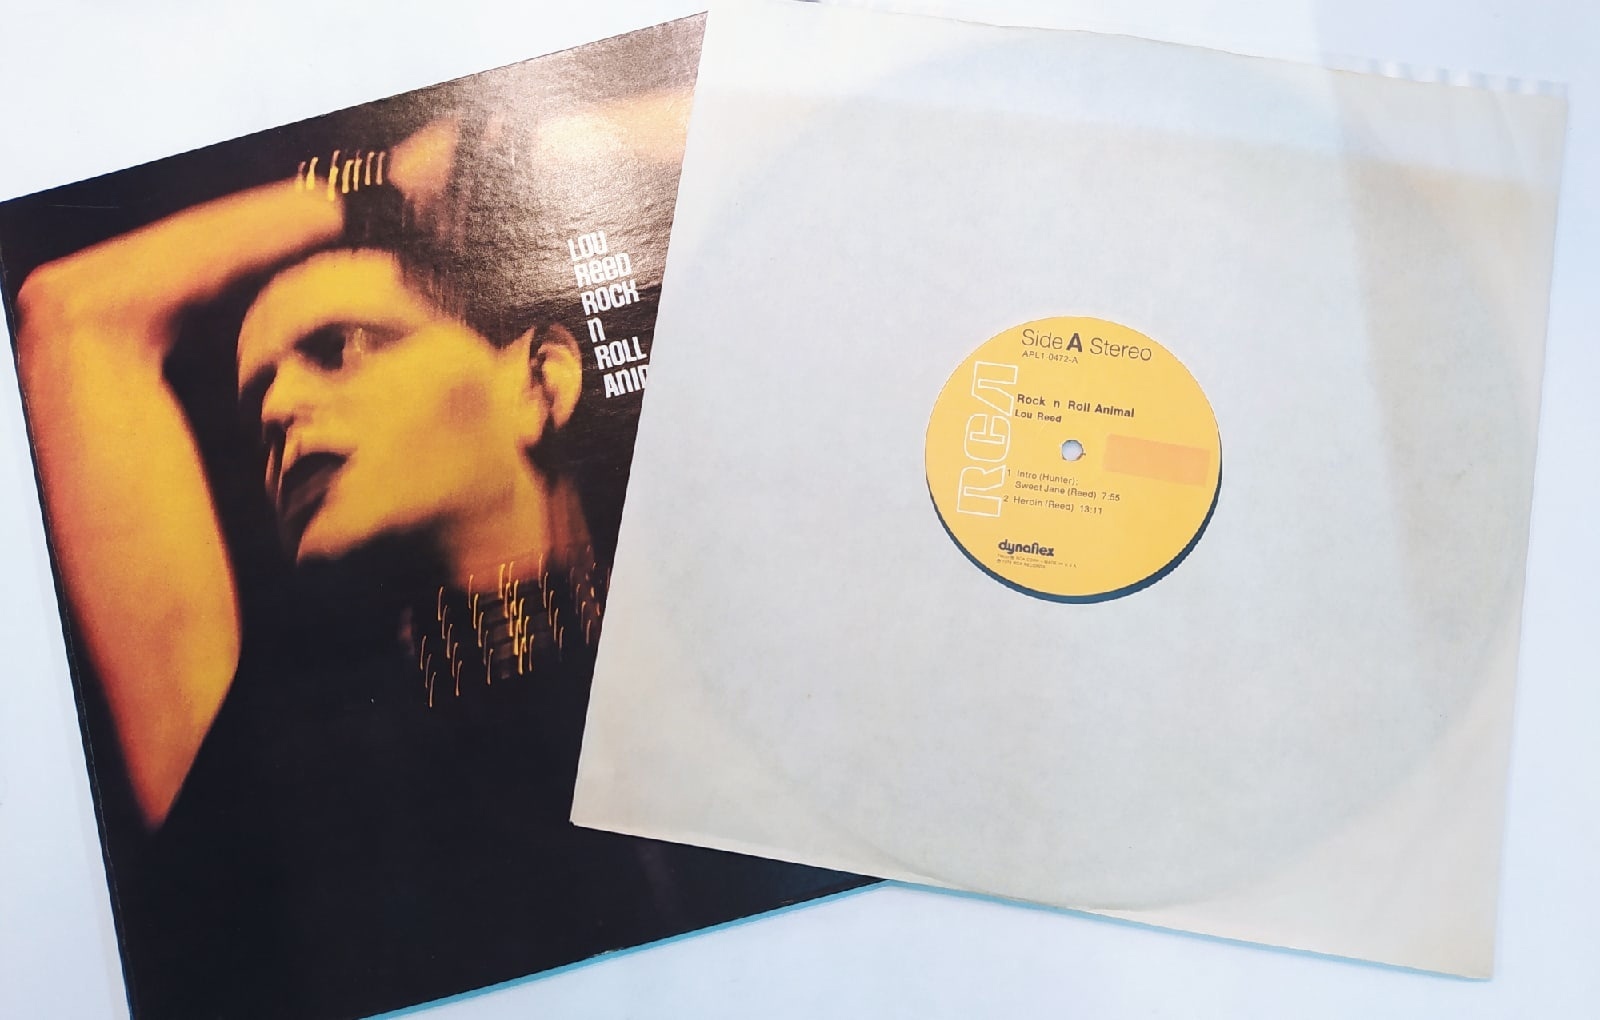 LOU
REED
ROCK
n
ROLL
ANI
Side A Stereo
APL1-0472-A
RCA
Rock n Roll Animal
Lou Reed
1 Intro (Hunter);
Sweet Jane (Reed) 7:55
2 Heroin (Reed) 13:11
dynaflex